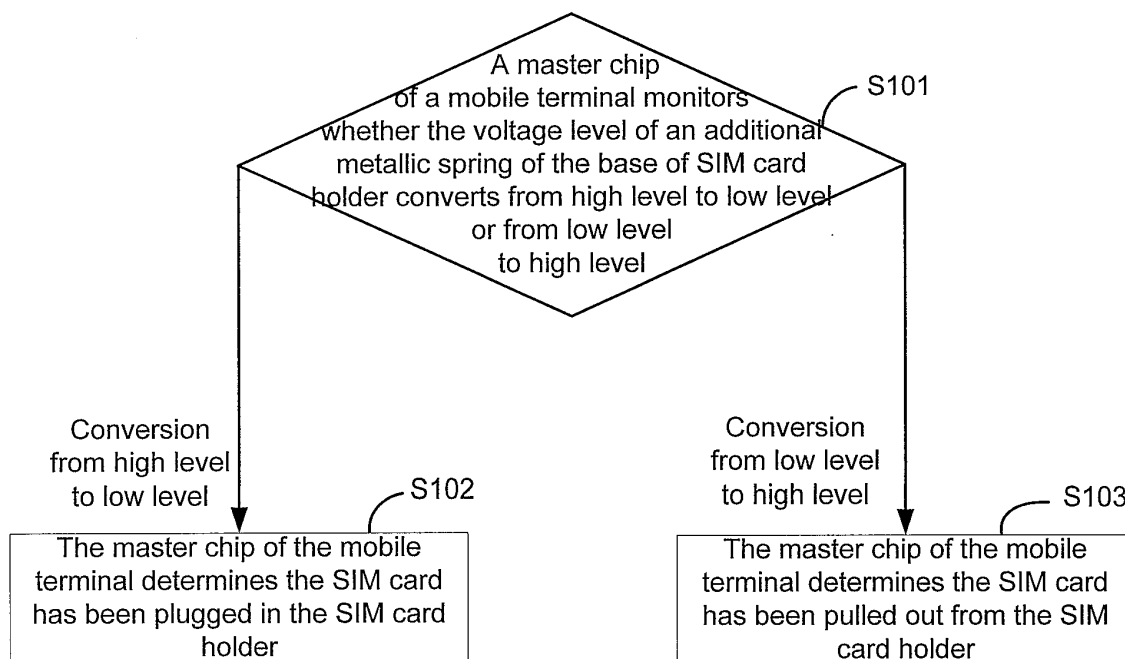 A master chip
of a mobile terminal monitors
whether the voltage level of an additional
metallic spring of the base of SIM card
holder converts from high level to low level
or from low level
to high level
S101
Conversion
from high level
to low level
S102
The master chip of the mobile
terminal determines the SIM card
has been plugged in the SIM card
holder
Conversion
from low level
to high level
S103
The master chip of the mobile
terminal determines the SIM card
has been pulled out from the SIM
card holder